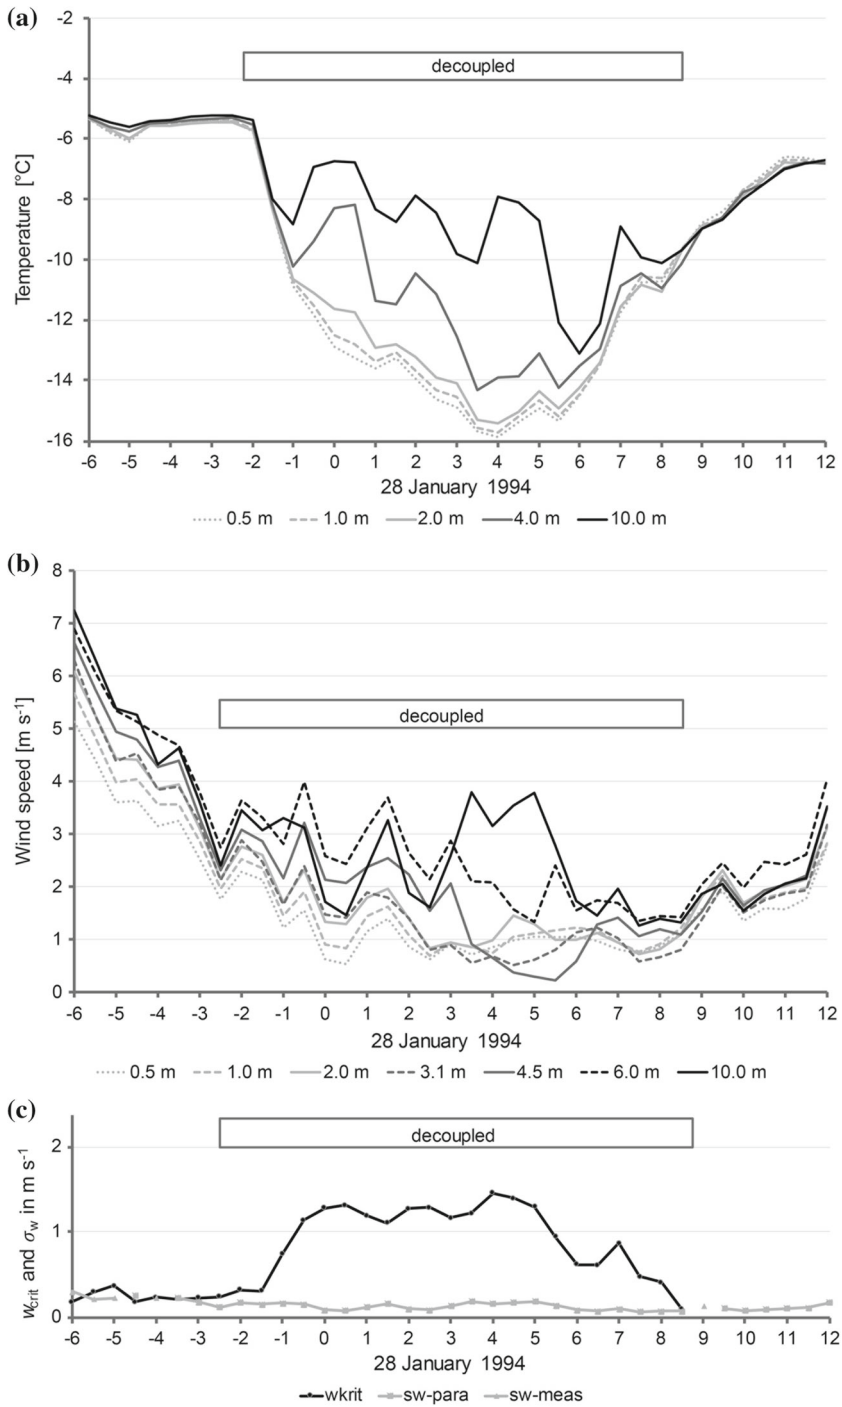 (a)
-2
-4
-6
-8
-10
-12
-14
-16
Temperature [°C]
decoupled
-6 -5 -4 -3 -2 -1 0 1 2 3 4 5 6 7 8 9 10 11 12
28 January 1994
0.5 m 1.0 m 2.0 m 4.0 m 10.0 m
(b)
8
7
6
5
4
3
2
1
0
Wind speed [m s-1]
decoupled
-6 -5 -4 -3 -2 -1 0 1 2 3 4 5 6 7 8 9 10 11 12
28 January 1994
0.5 m 1.0 m 2.0 m 3.1 m 4.5 m 6.0 m 10.0 m
(c)
2
1
0
wcrit and σw in m s-1
decoupled
-6 -5 -4 -3 -2 -1 0 1 2 3 4 5 6 7 8 9 10 11 12
28 January 1994
wkrit sw-para sw-meas